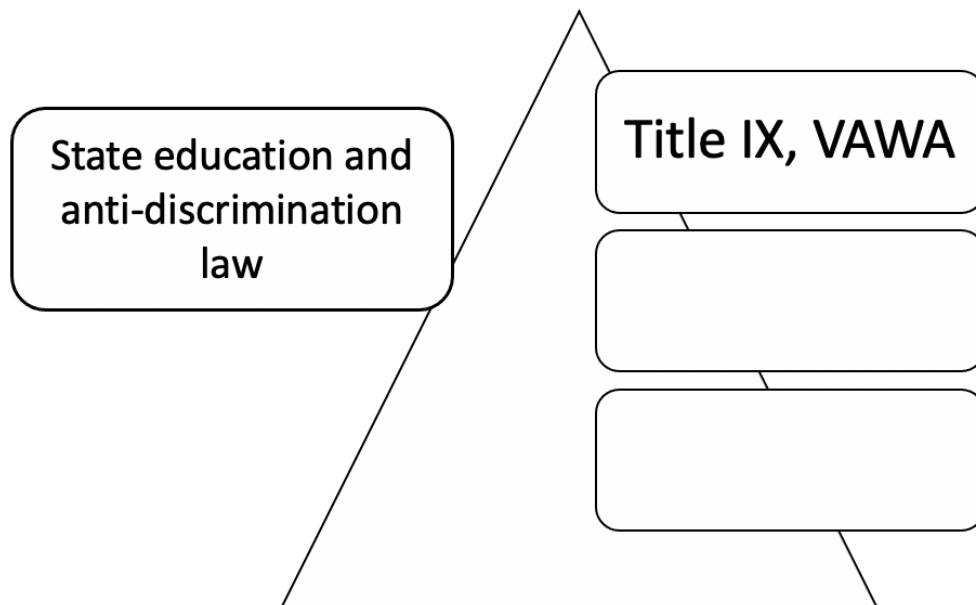 State education and
anti-discrimination
law
Title IX, VAWA